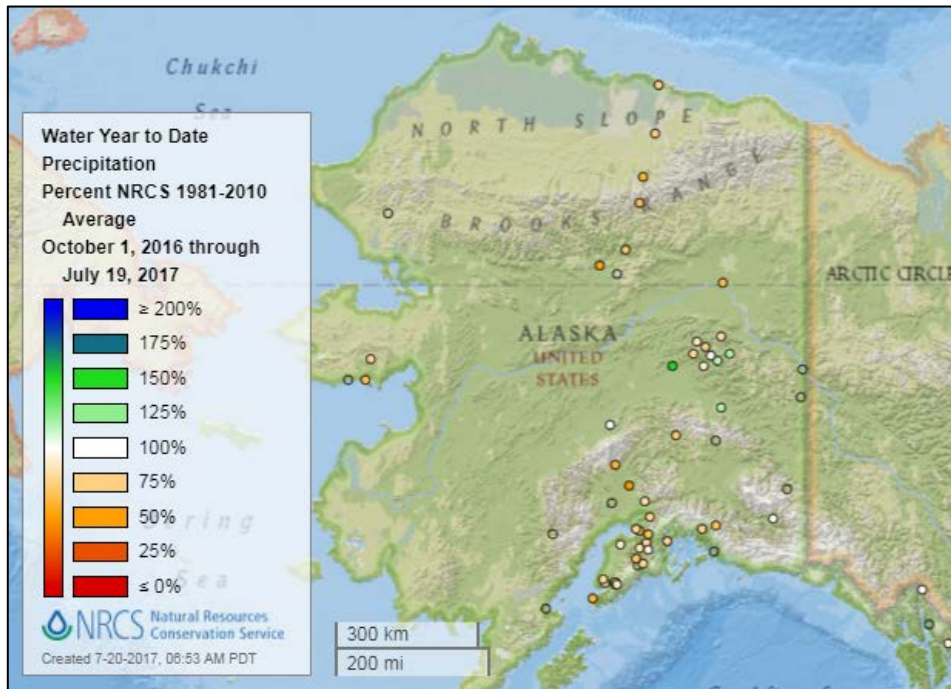 Chukchi
Sea
NORTH SLOPE
BROOKS RANGE
ARCTIC CIRCLE
ALASKA
UNITED
STATES
Bering
Sea
Water Year to Date
Precipitation
Percent NRCS 1981-2010
Average
October 1, 2016 through
July 19, 2017
≥ 200%
175%
150%
125%
100%
75%
50%
25%
≤ 0%
NRCS Natural Resources
Conservation Service
Created 7-20-2017, 06:53 AM PDT
300 km
200 mi